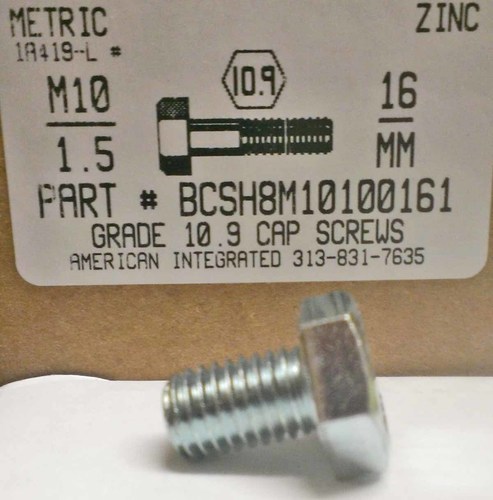 METRIC ZINC
1A419-L #
10.9
M10 16
1.5 MM
PART # BCSH8M10100161
GRADE 10.9 CAP SCREWS
AMERICAN INTEGRATED 313-831-7635